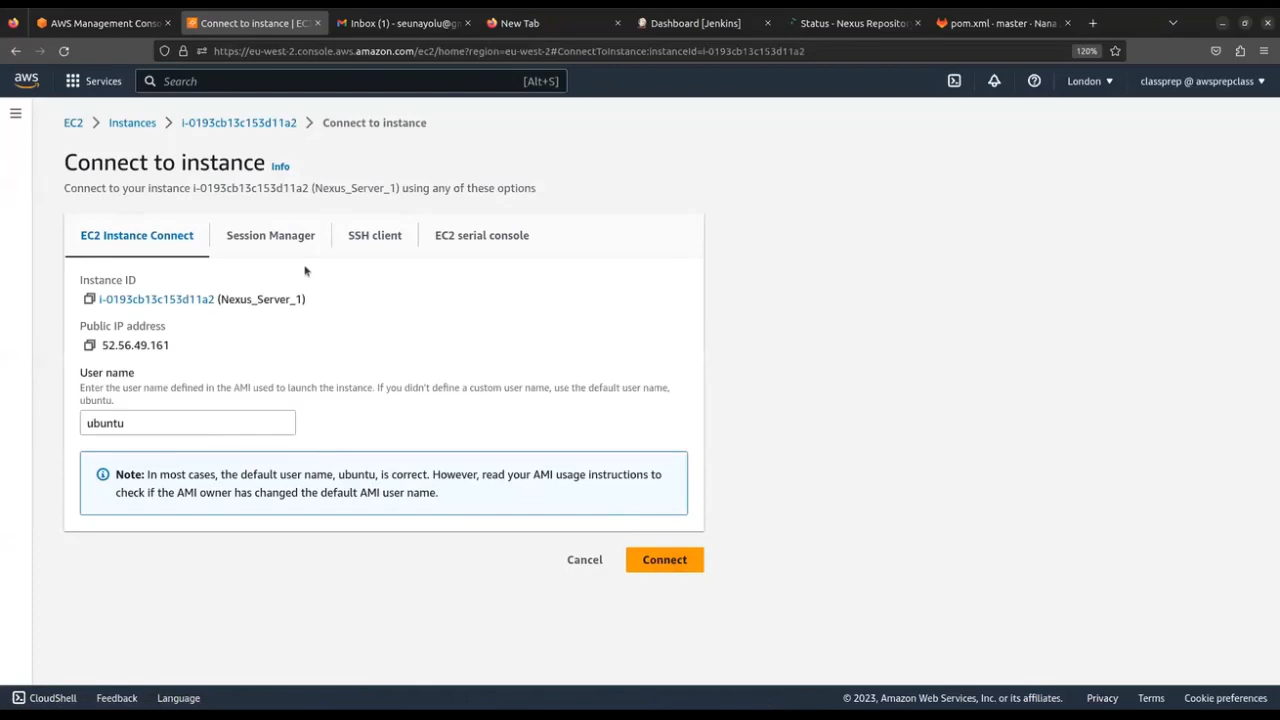 AWS Management Conso
Connect to instance | EC
Inbox (1) - seunayolu@gm
New Tab
Dashboard [Jenkins]
Status - Nexus Reposito
pom.xml · master · Nana
https://eu-west-2.console.aws.amazon.com/ec2/home?region=eu-west-2#ConnectToInstance:instanceId=i-0193cb13c153d11a2
120%
aws
Services
Search
[Alt+S]
London
classprep @ awsprepclass
EC2
Instances
i-0193cb13c153d11a2
Connect to instance
Connect to instance Info
Connect to your instance i-0193cb13c153d11a2 (Nexus_Server_1) using any of these options
EC2 Instance Connect
Session Manager
SSH client
EC2 serial console
Instance ID
i-0193cb13c153d11a2 (Nexus_Server_1)
Public IP address
52.56.49.161
User name
Enter the user name defined in the AMI used to launch the instance. If you didn't define a custom user name, use the default user name,
ubuntu.
ubuntu
Note: In most cases, the default user name, ubuntu, is correct. However, read your AMI usage instructions to
check if the AMI owner has changed the default AMI user name.
Cancel
Connect
CloudShell
Feedback
Language
© 2023, Amazon Web Services, Inc. or its affiliates.
Privacy
Terms
Cookie preferences